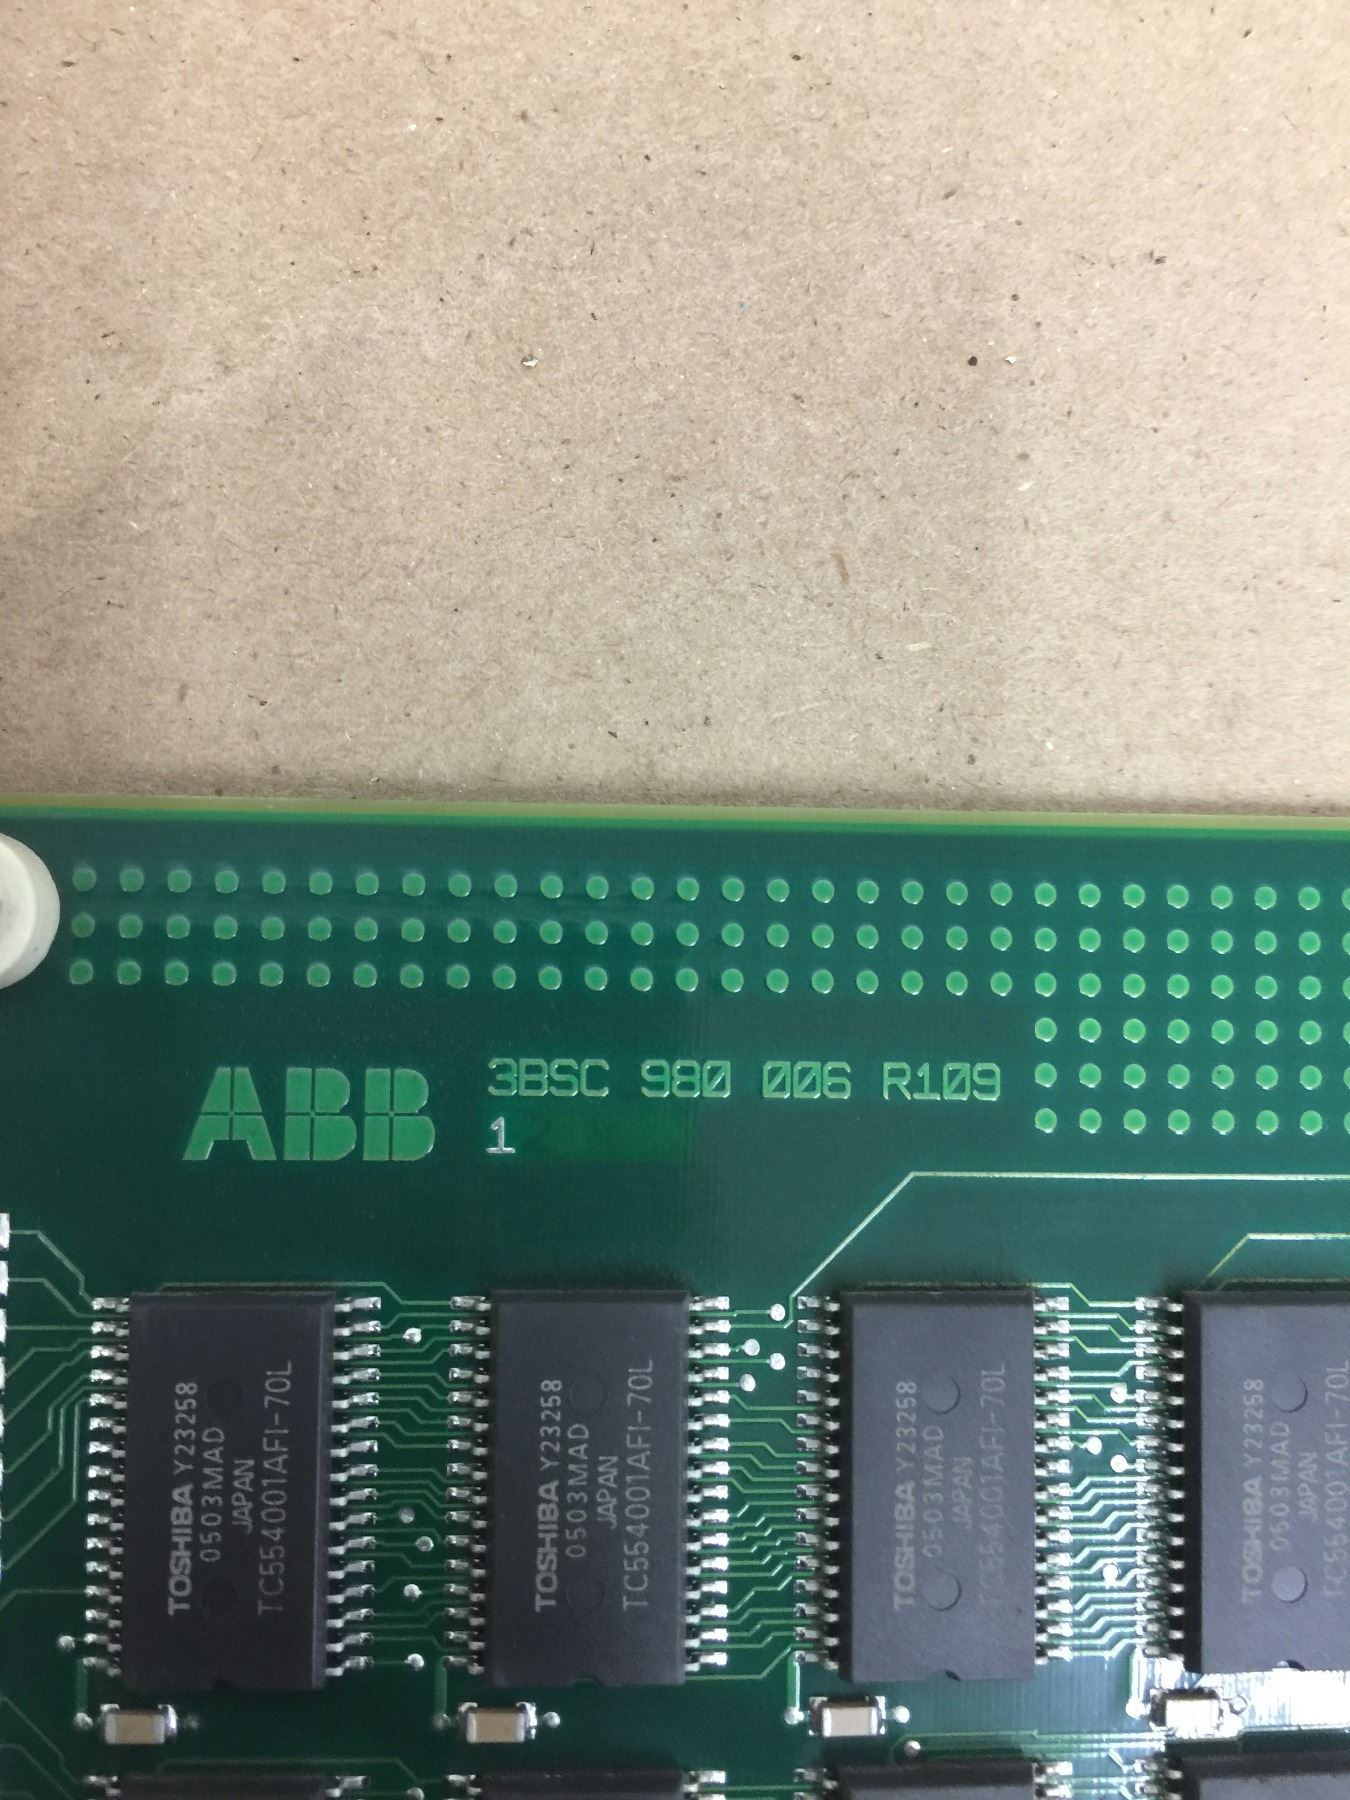 ABB
3BSC 980 006 R109
1
TOSHIBA Y23258
0503MAD
JAPAN
TC554001AFI-70L
TOSHIBA Y23258
0503MAD
JAPAN
TC554001AFI-70L
TOSHIBA Y23258
0503MAD
JAPAN
TC554001AFI-70L
TOSHIBA Y23258
0503MAD
JAPAN
TC554001AFI-70L